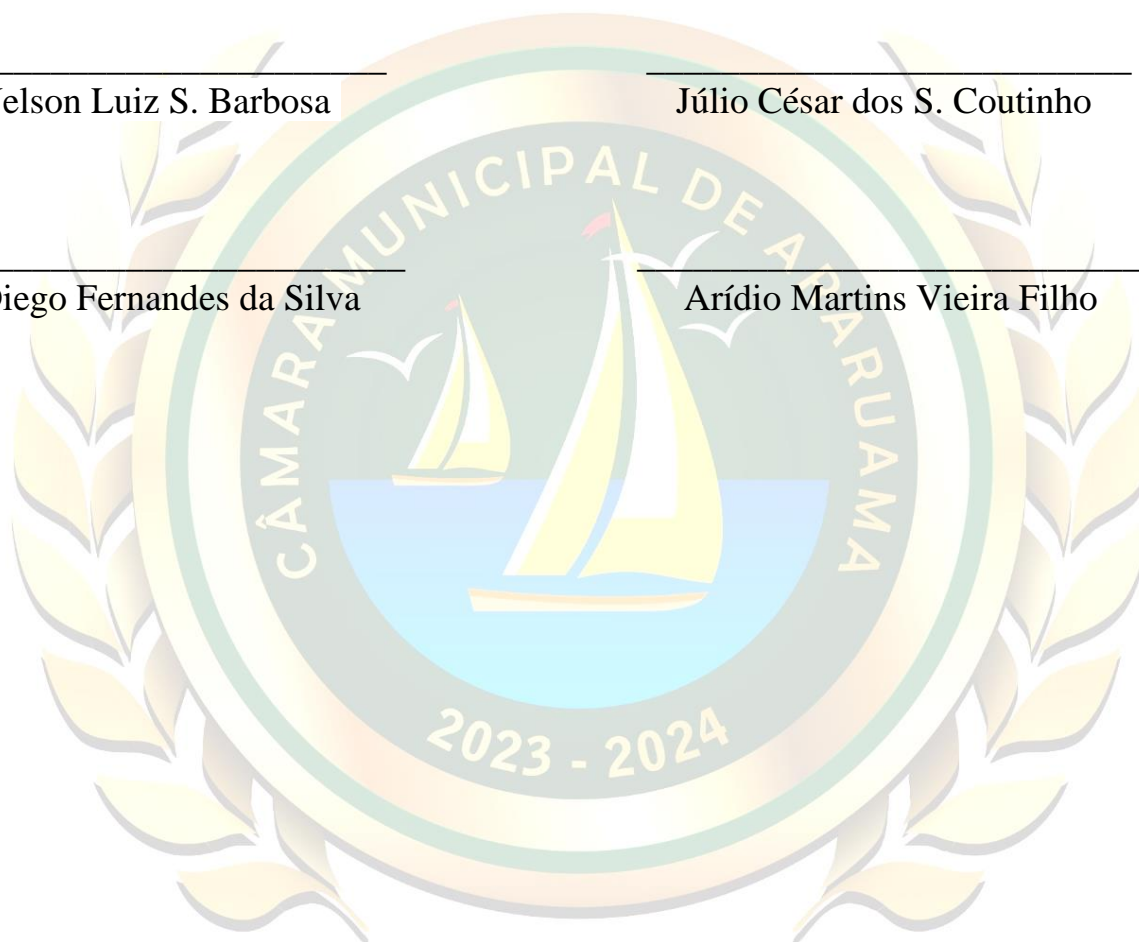 elson Luiz S. Barbosa Júlio César dos S. Coutinho
iego Fernandes da Silva Arídio Martins Vieira Filho
CÂMARA MUNICIPAL DE ARARUAMA
2023 - 2024